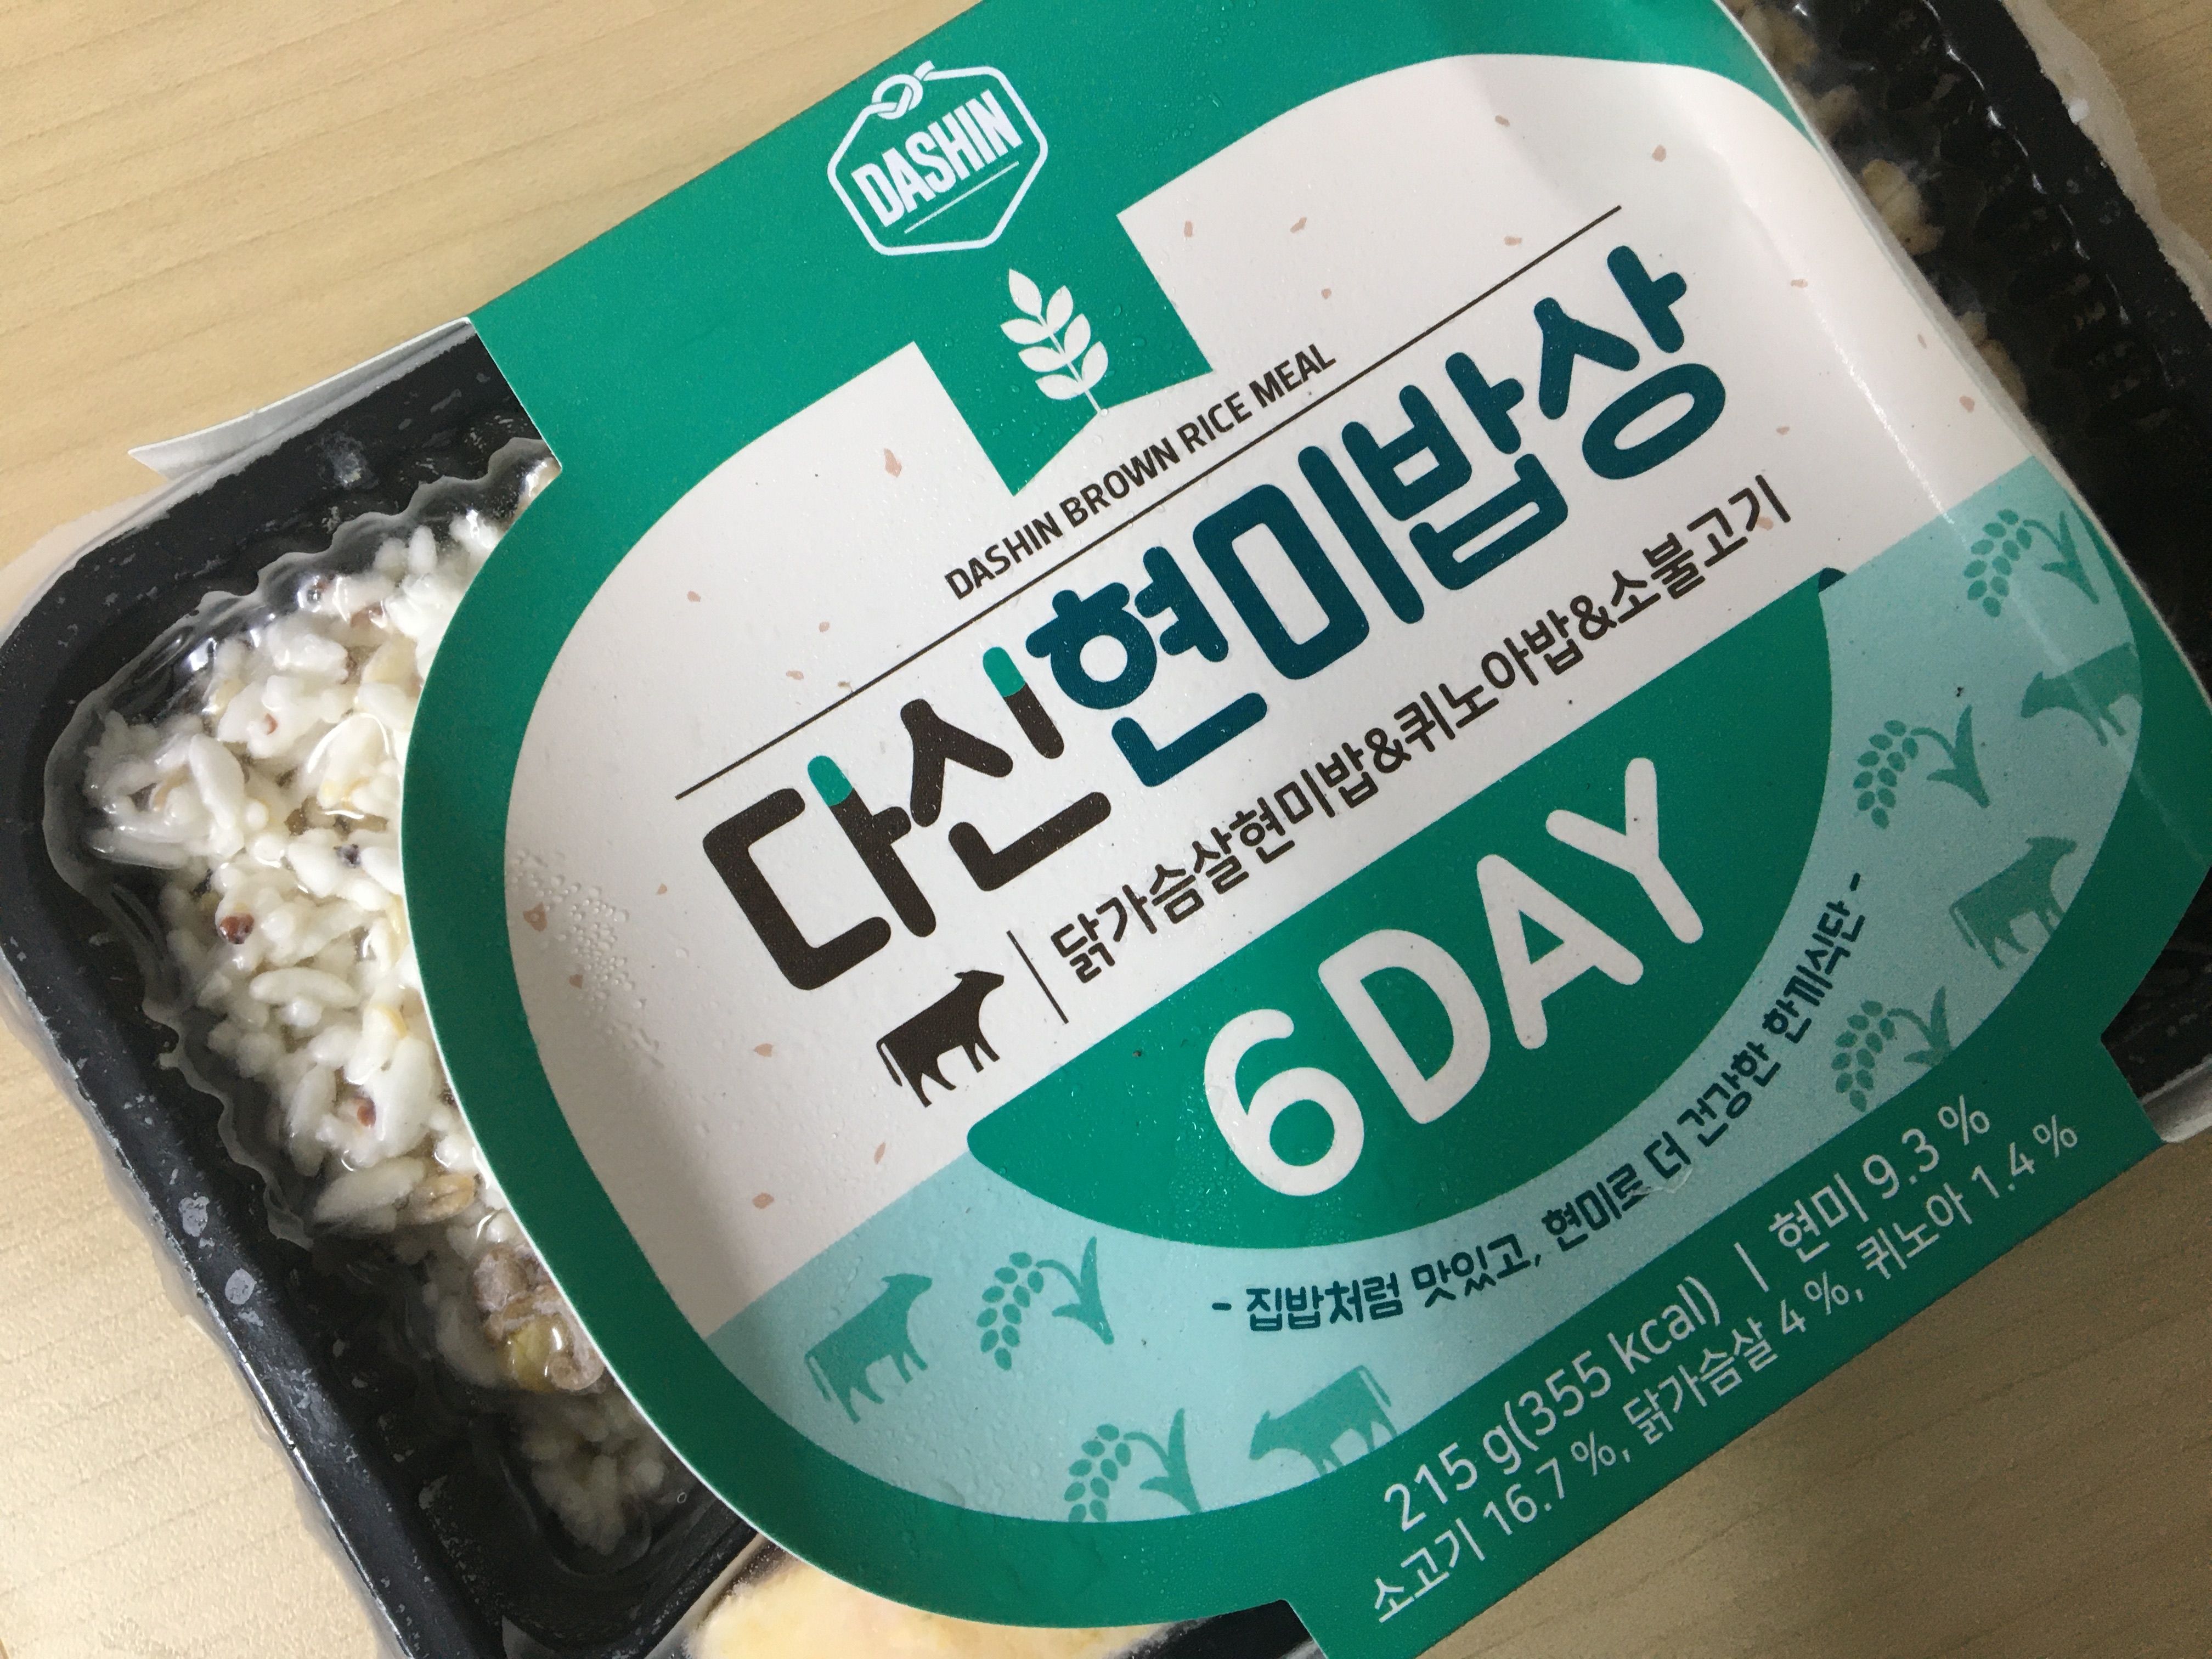 DASHIN
DASHIN BROWN RICE MEAL
다신현미밥상
닭가슴살현미밥&퀴노아밥&소불고기
6DAY
- 집밥처럼 맛있고, 현미로 더 건강한 한끼식단 -
215 g(355 kcal) | 현미 9.3 %
소고기 16.7 %, 닭가슴살 4 %, 퀴노아 1.4 %